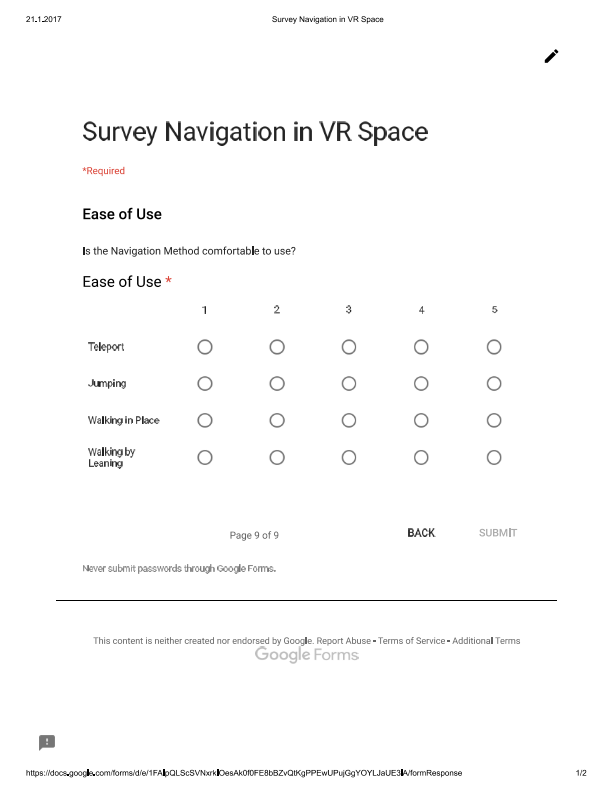 21.1.2017
Survey Navigation in VR Space
Survey Navigation in VR Space
*Required
Ease of Use
Is the Navigation Method comfortable to use?
Ease of Use *
1 2 3 4 5
Teleport
Jumping
Walking in Place
Walking by
Leaning
Page 9 of 9
BACK
SUBMIT
Never submit passwords through Google Forms.
This content is neither created nor endorsed by Google. Report Abuse - Terms of Service - Additional Terms
Google Forms
https://docs.google.com/forms/d/e/1FAIpQLScSVNxrkIOesAk0f0FE8bBZvQtKgPPEwUPujGgYOYLJaUE3IA/formResponse
1/2